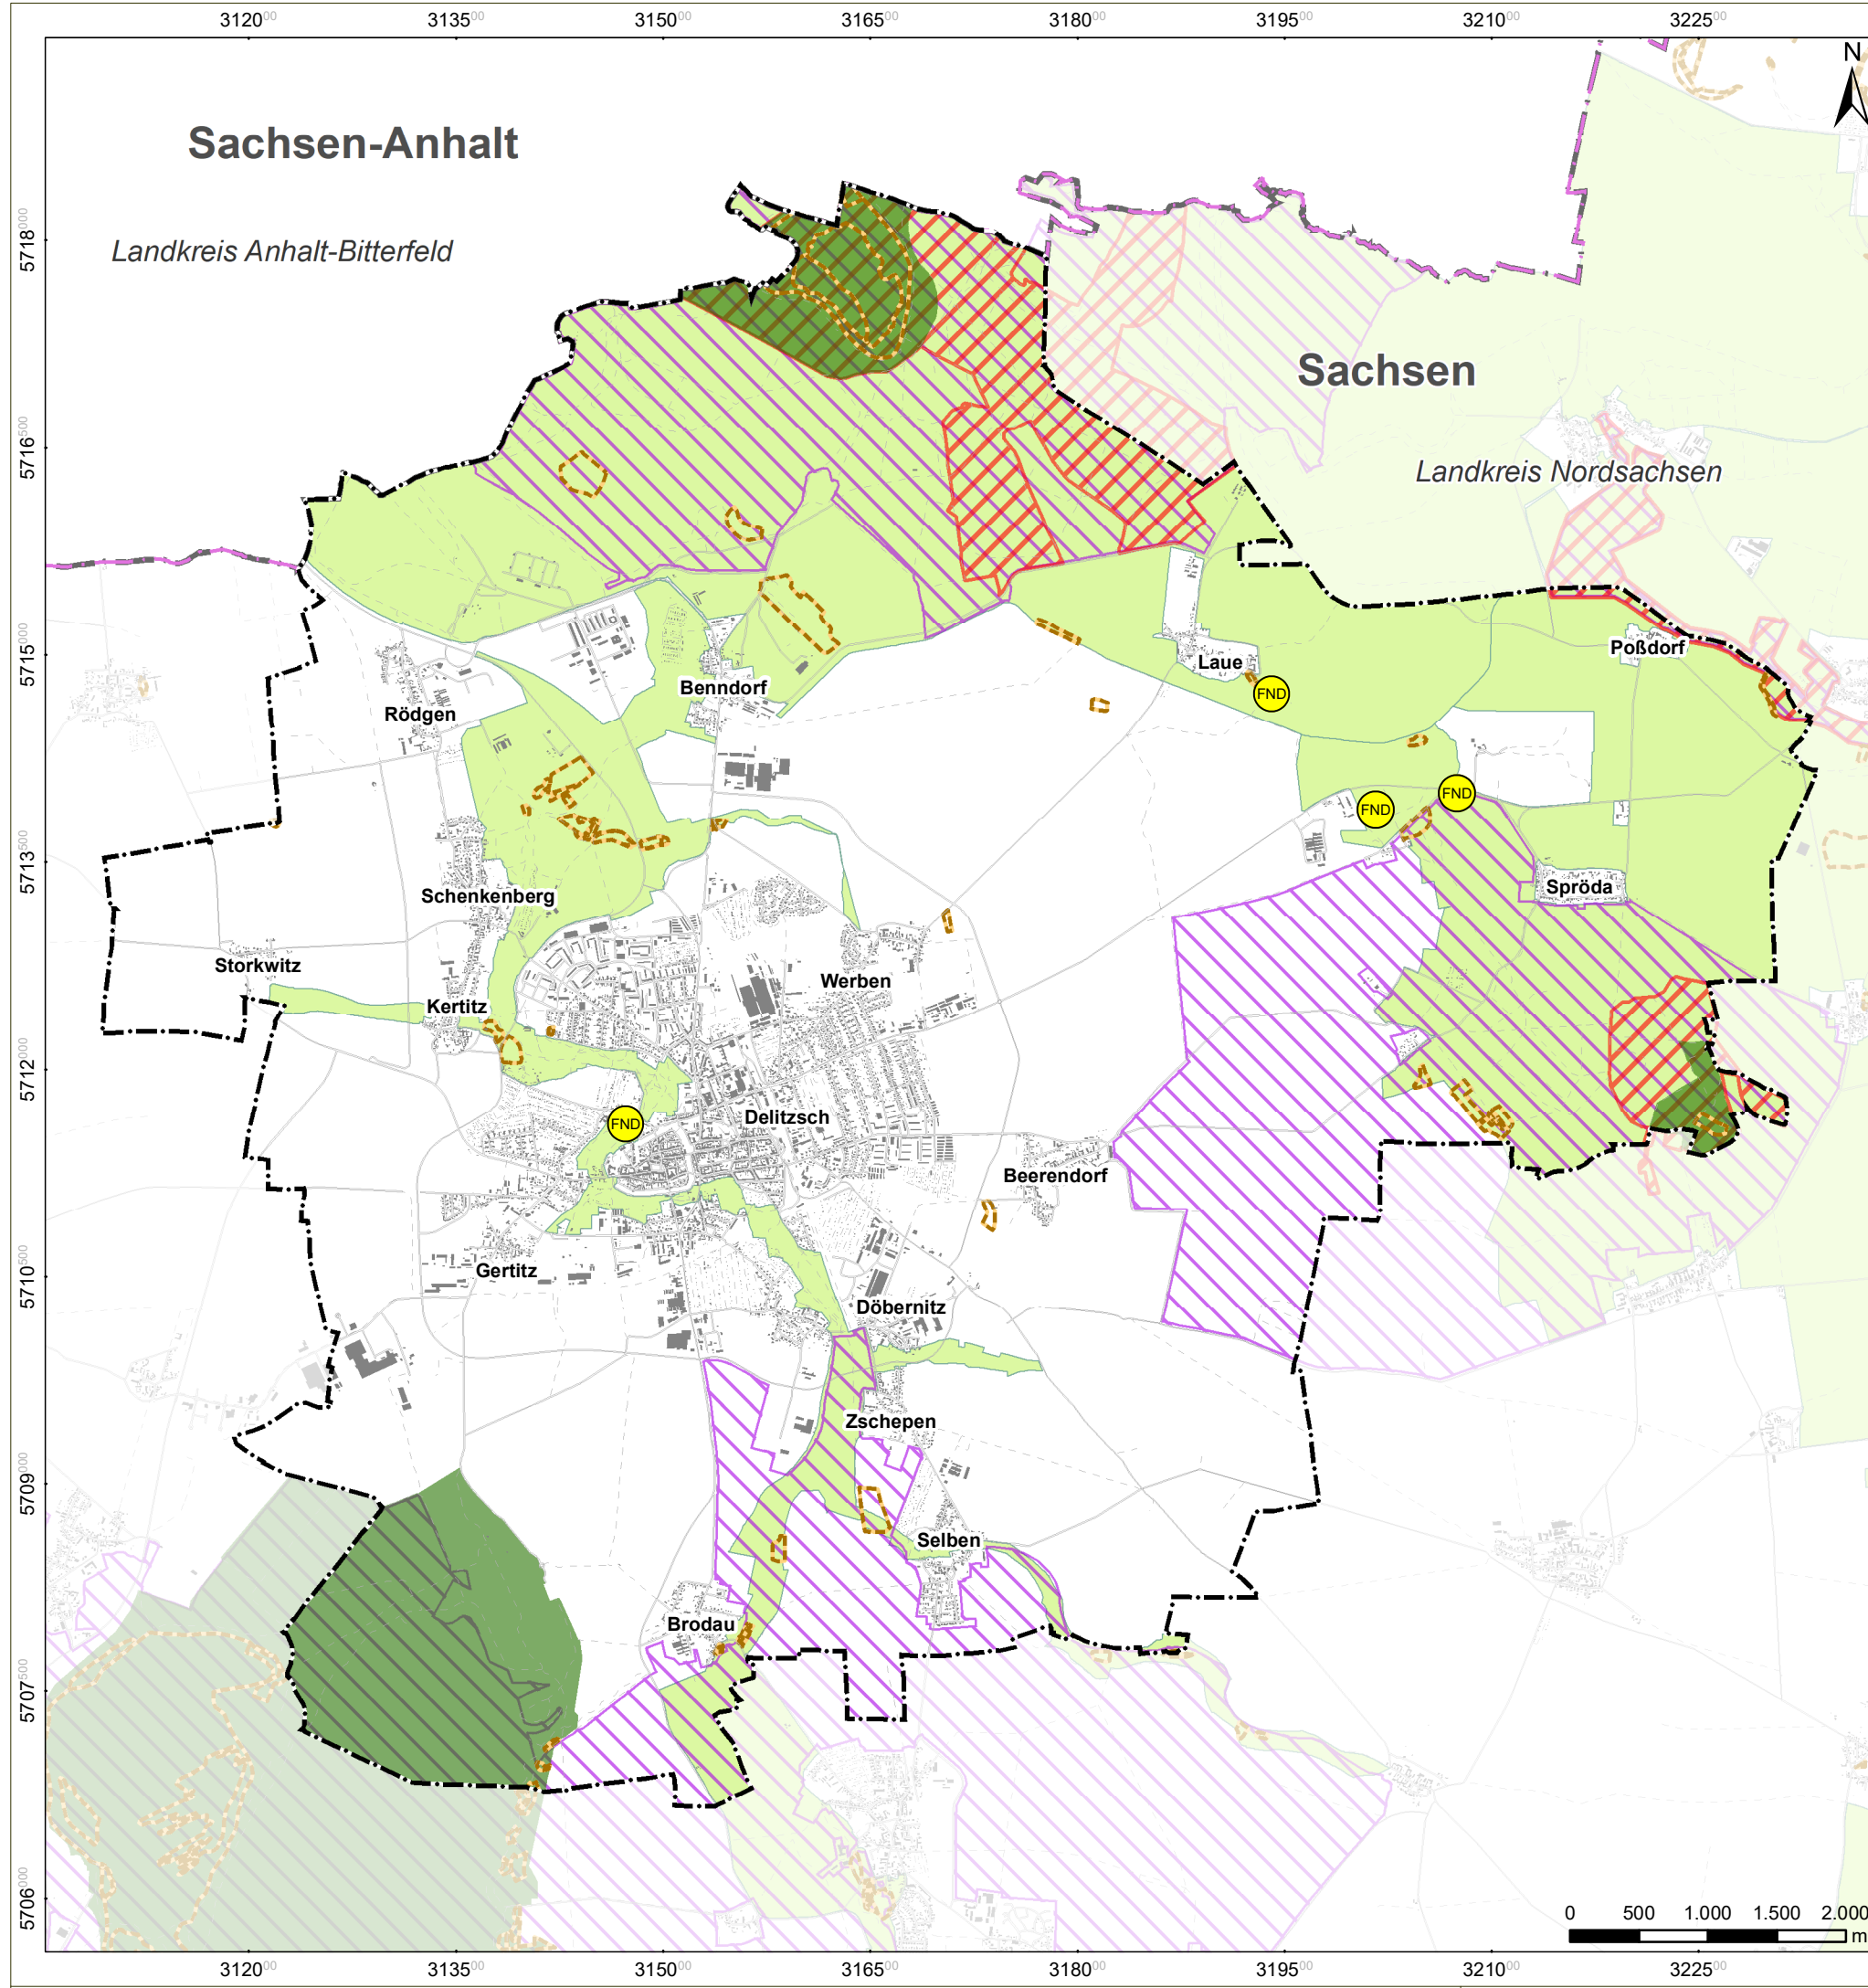 3120⁰⁰ 3135⁰⁰ 3150⁰⁰ 3165⁰⁰ 3180⁰⁰ 3195⁰⁰ 3210⁰⁰ 3225⁰⁰
N
Sachsen-Anhalt
5718⁰⁰⁰
Landkreis Anhalt-Bitterfeld
Sachsen
5716⁵⁰⁰
Landkreis Nordsachsen
5715⁰⁰⁰
Poßdorf
Laue
Benndorf
FND
Rödgen
FND
FND
5713⁵⁰⁰
Spröda
Schenkenberg
Storkwitz
Werben
Kertitz
5712⁰⁰⁰
Delitzsch
FND
Beerendorf
5710⁵⁰⁰
Gertitz
Döbernitz
Zschepen
5709⁰⁰⁰
Selben
Brodau
5707⁵⁰⁰
5706⁰⁰⁰
0 500 1.000 1.500 2.000
m
3120⁰⁰ 3135⁰⁰ 3150⁰⁰ 3165⁰⁰ 3180⁰⁰ 3195⁰⁰ 3210⁰⁰ 3225⁰⁰